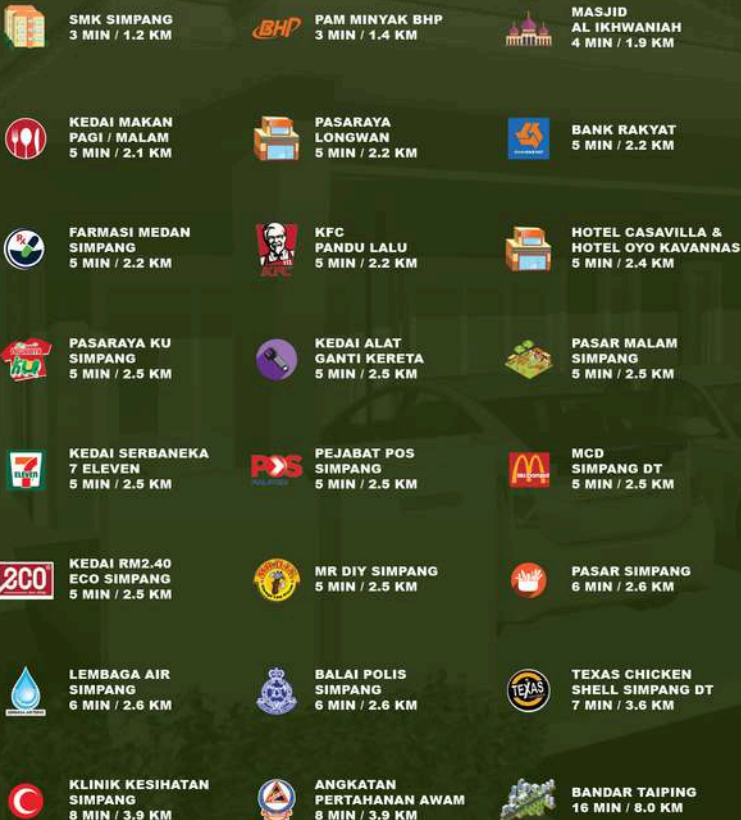 SMK SIMPANG
3 MIN / 1.2 KM
BHP
PAM MINYAK BHP
3 MIN / 1.4 KM
MASJID
AL IKHWANIAH
4 MIN / 1.9 KM
KEDAI MAKAN
PAGI / MALAM
5 MIN / 2.1 KM
PASARAYA
LONGWAN
5 MIN / 2.2 KM
BANK RAKYAT
5 MIN / 2.2 KM
FARMASI MEDAN
SIMPANG
5 MIN / 2.2 KM
KFC
KFC
PANDU LALU
5 MIN / 2.2 KM
HOTEL CASAVILLA &
HOTEL OYO KAVANNAS
5 MIN / 2.4 KM
KU
PASARAYA KU
SIMPANG
5 MIN / 2.5 KM
KEDAI ALAT
GANTI KERETA
5 MIN / 2.5 KM
PASAR MALAM
SIMPANG
5 MIN / 2.5 KM
7
ELEVEN
KEDAI SERBANEKA
7 ELEVEN
5 MIN / 2.5 KM
POS
MALAYSIA
PEJABAT POS
SIMPANG
5 MIN / 2.5 KM
McDonald's
MCD
SIMPANG DT
5 MIN / 2.5 KM
eco
KEDAI RM2.40
ECO SIMPANG
5 MIN / 2.5 KM
MR DIY SIMPANG
5 MIN / 2.5 KM
PASAR SIMPANG
6 MIN / 2.6 KM
LEMBAGA AIR
SIMPANG
6 MIN / 2.6 KM
BALAI POLIS
SIMPANG
6 MIN / 2.6 KM
TEXAS
TEXAS CHICKEN
SHELL SIMPANG DT
7 MIN / 3.6 KM
KLINIK KESIHATAN
SIMPANG
8 MIN / 3.9 KM
ANGKATAN
PERTAHANAN AWAM
8 MIN / 3.9 KM
BANDAR TAIPING
16 MIN / 8.0 KM